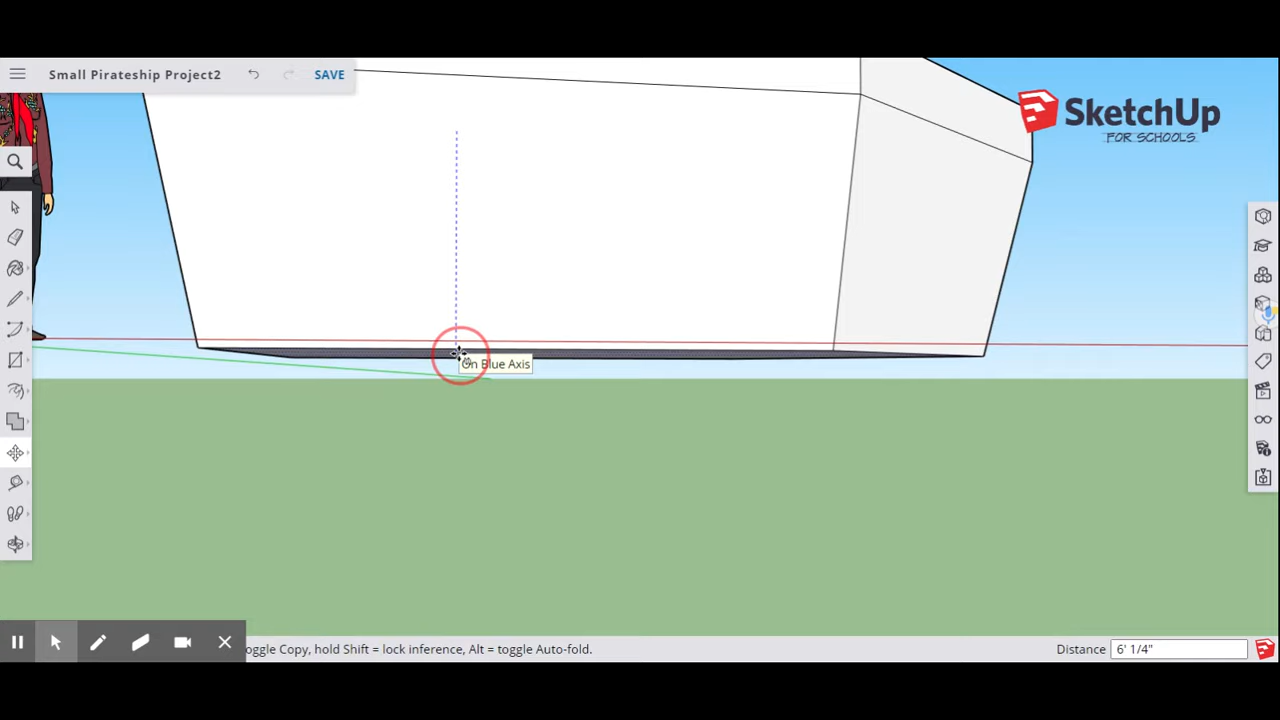 Small Pirateship Project2
SAVE
SketchUp
FOR SCHOOLS
On Blue Axis
oggle Copy, hold Shift = lock inference, Alt = toggle Auto-fold.
Distance
6' 1/4"